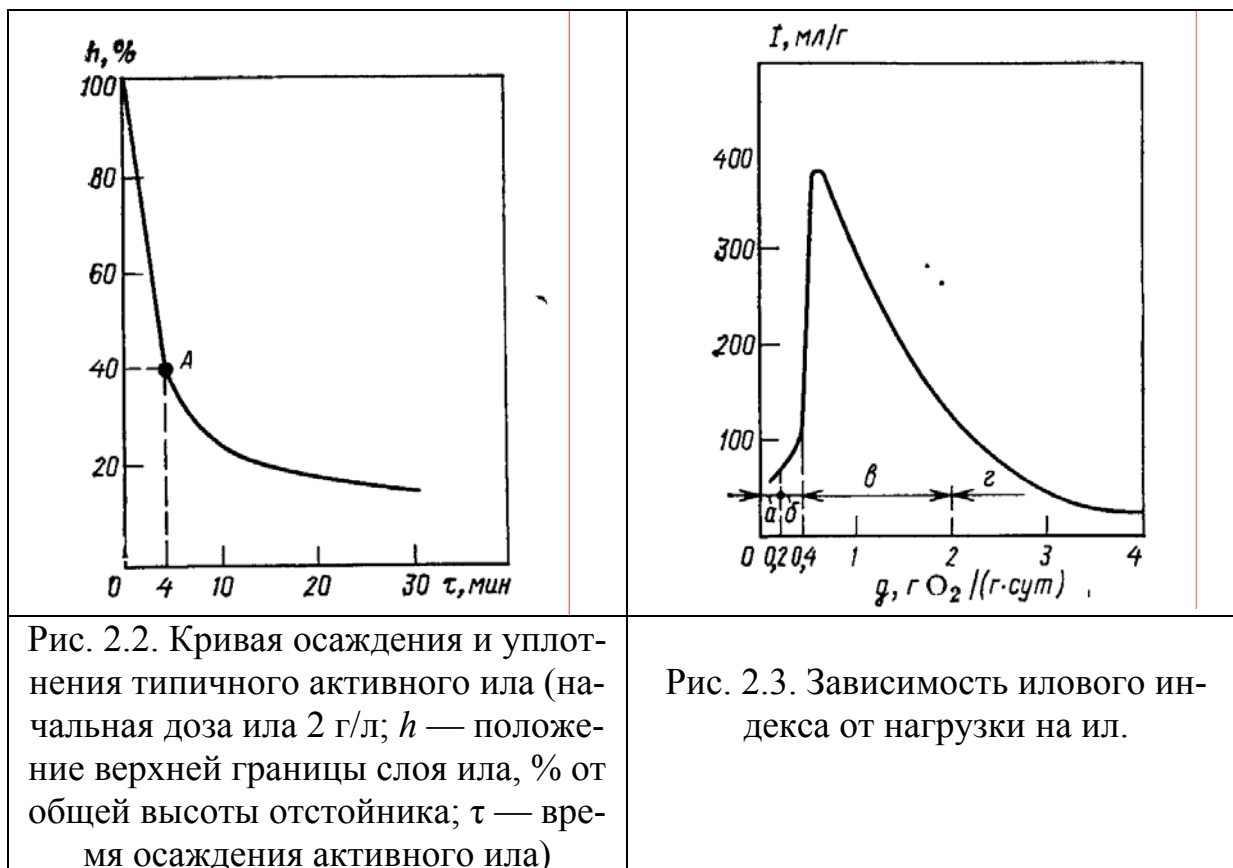 h, %
100
80
60
40
20
A
0 4 10 20 30 τ, мин
I, мл/г
400
300
200
100
а б в г
0 0,2 0,4 1 2 3 4
g, г O₂/(г·сут)
Рис. 2.2. Кривая осаждения и уплот-
нения типичного активного ила (на-
чальная доза ила 2 г/л; h — положе-
ние верхней границы слоя ила, % от
общей высоты отстойника; τ — вре-
мя осаждения активного ила)
Рис. 2.3. Зависимость илового ин-
декса от нагрузки на ил.